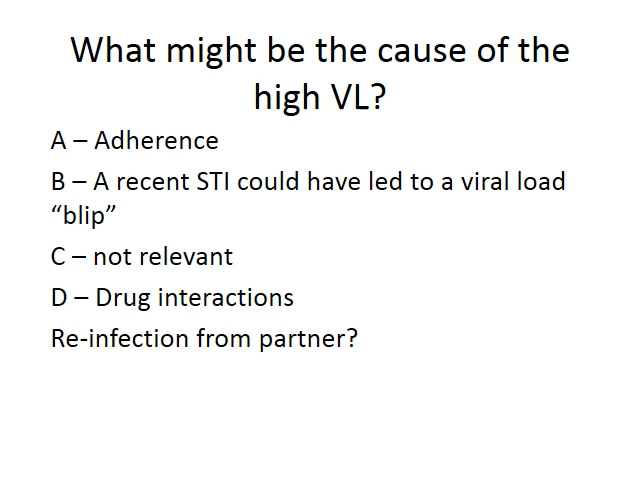 What might be the cause of the
high VL?
A – Adherence
B – A recent STI could have led to a viral load
“blip”
C – not relevant
D – Drug interactions
Re-infection from partner?